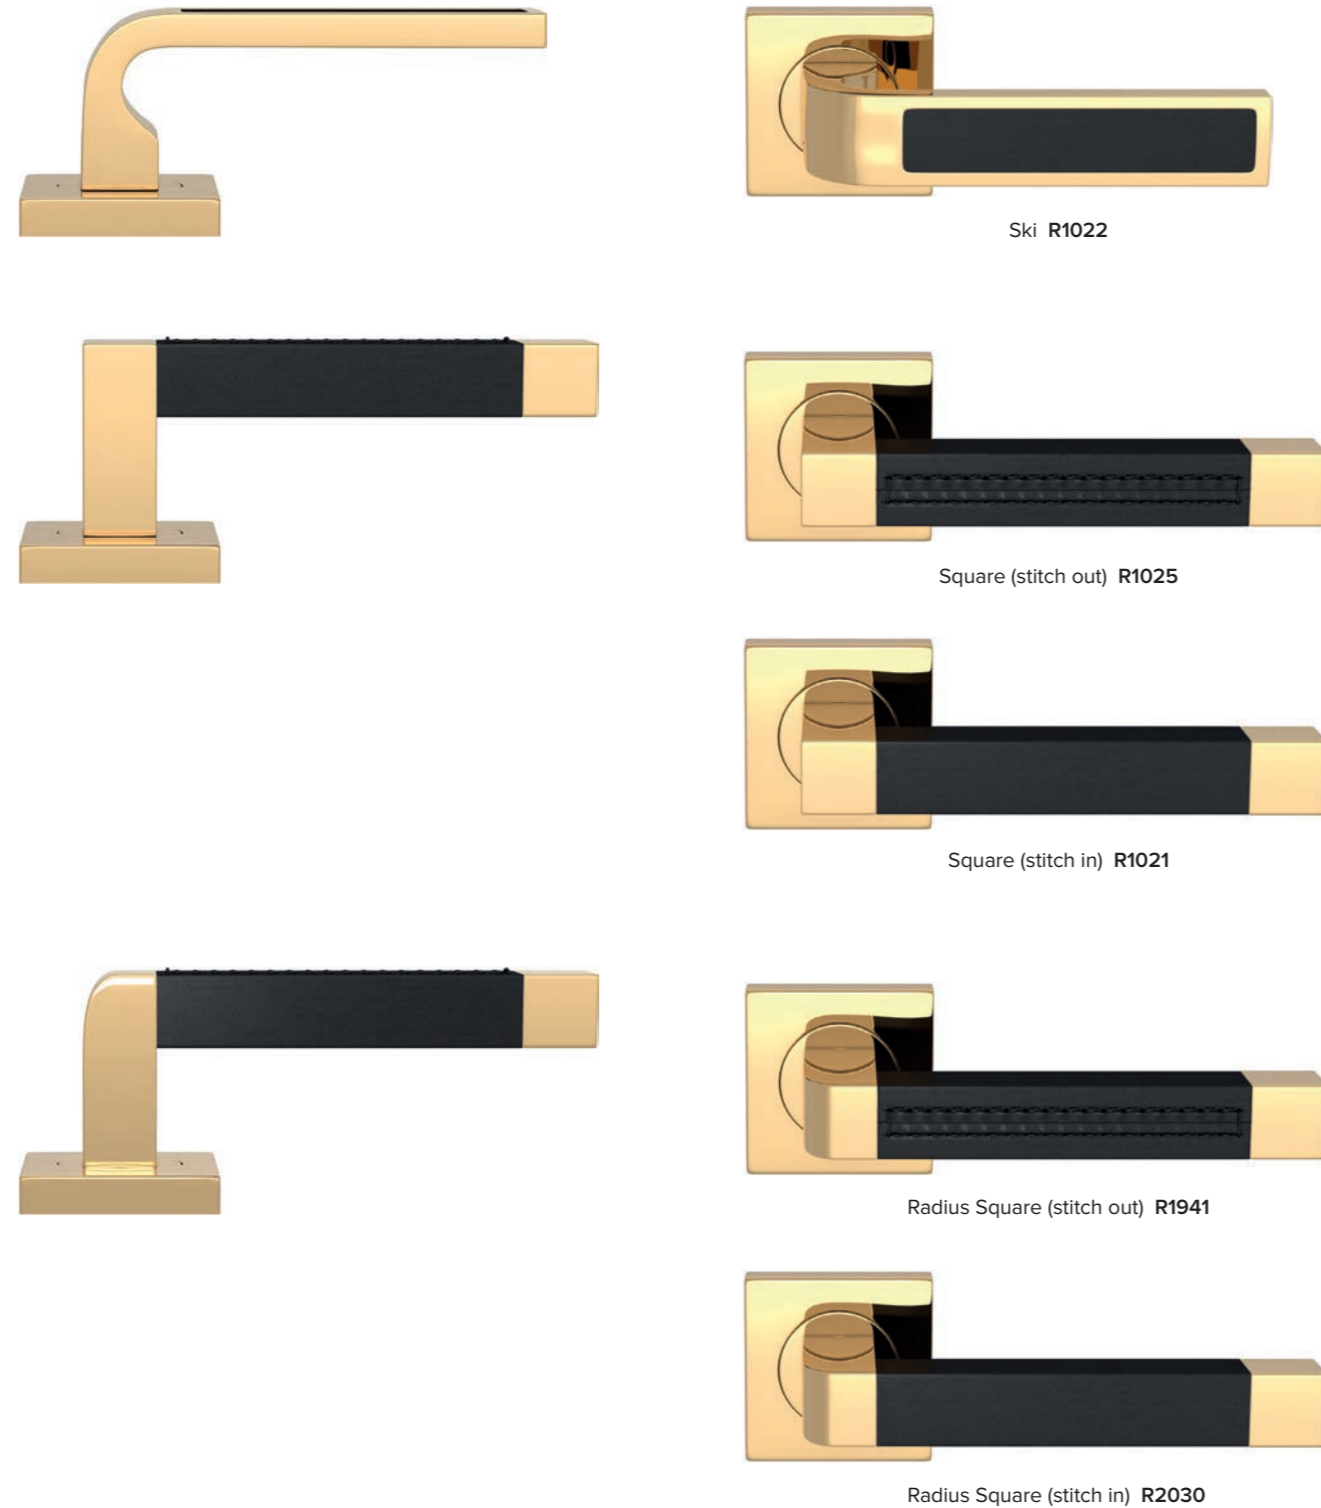 Ski R1022
Square (stitch out) R1025
Square (stitch in) R1021
Radius Square (stitch out) R1941
Radius Square (stitch in) R2030